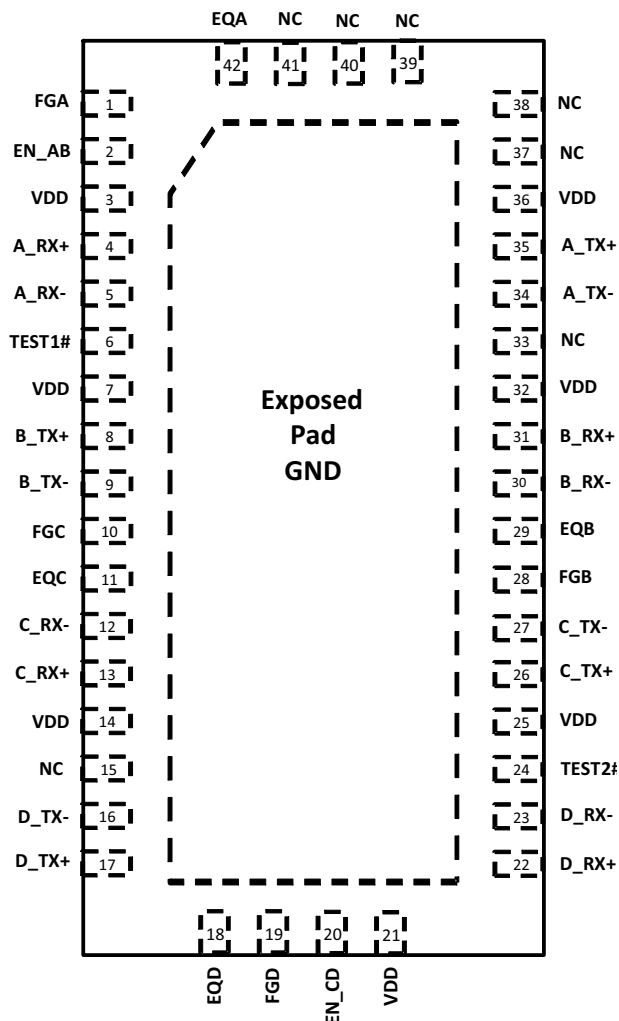 EQA NC NC NC
42 41 40 39
FGA 1 38 NC
EN_AB 2 37 NC
VDD 3 36 VDD
A_RX+ 4 35 A_TX+
A_RX- 5 34 A_TX-
TEST1# 6 33 NC
VDD 7 32 VDD
B_TX+ 8 31 B_RX+
B_TX- 9 30 B_RX-
FGC 10 29 EQB
EQC 11 28 FGB
C_RX- 12 27 C_TX-
C_RX+ 13 26 C_TX+
VDD 14 25 VDD
NC 15 24 TEST2#
D_TX- 16 23 D_RX-
D_TX+ 17 22 D_RX+
Exposed
Pad
GND
18 19 20 21
EQD FGD EN_CD VDD